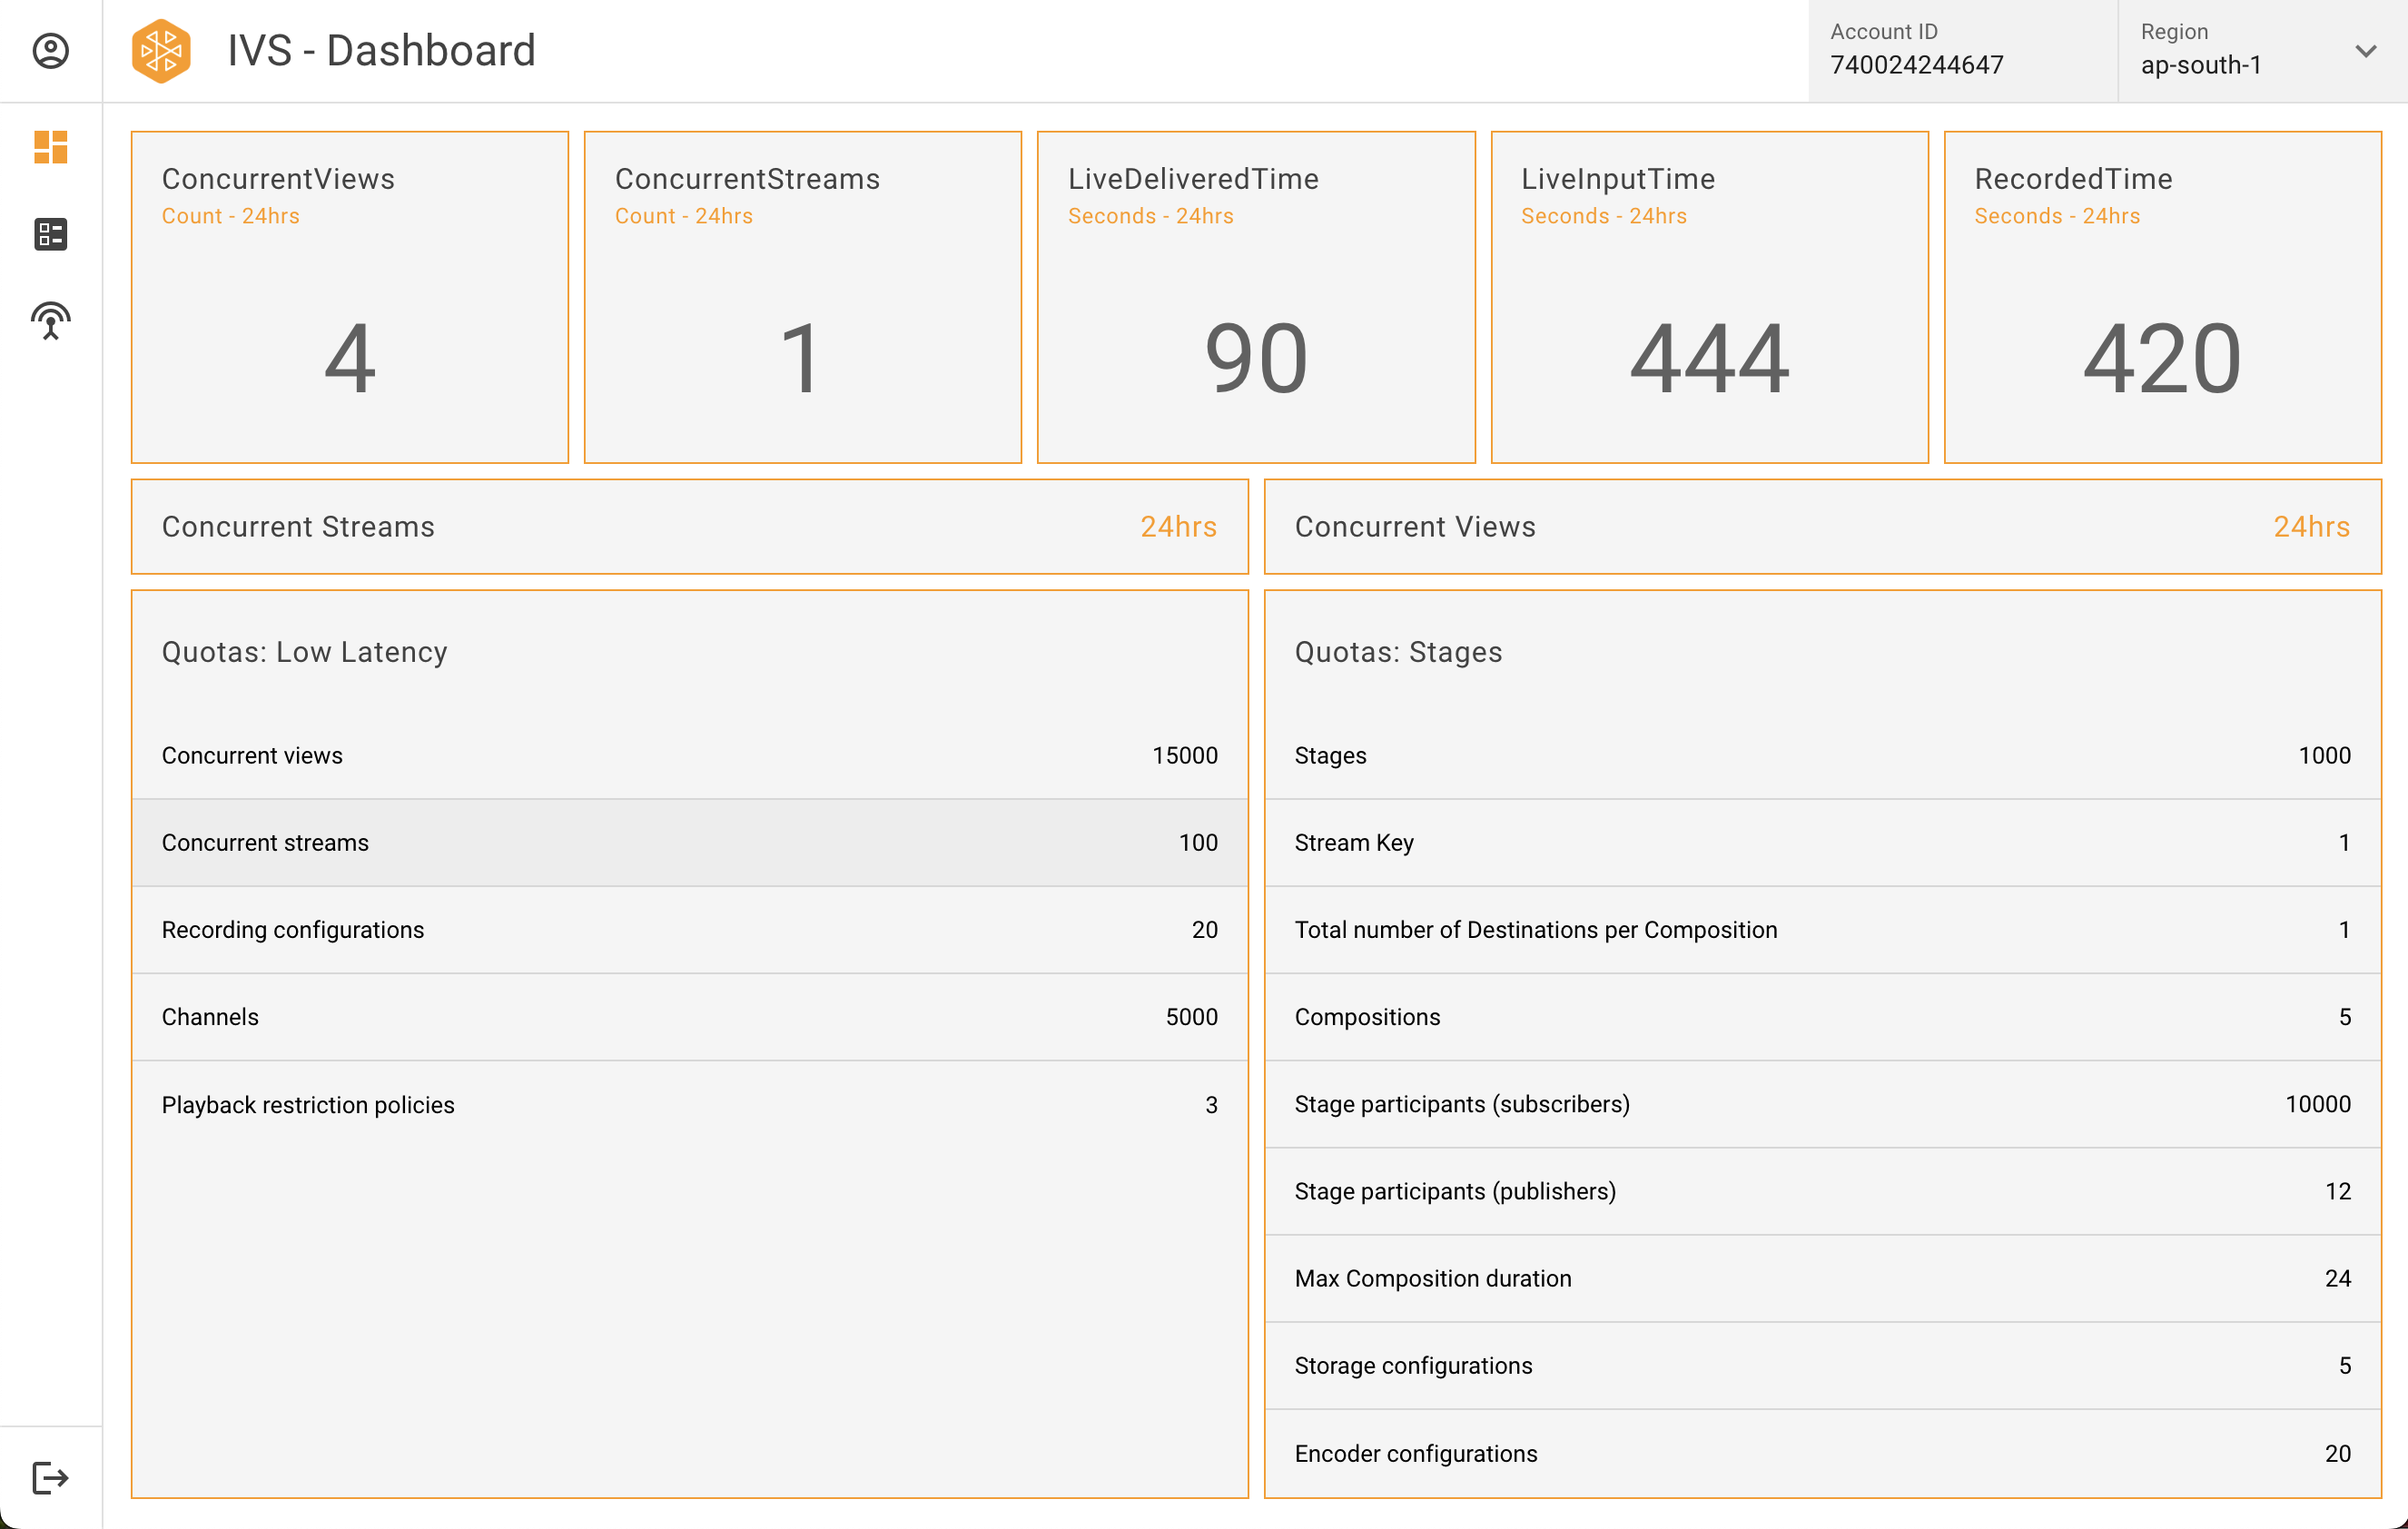 IVS - Dashboard
Account ID
740024244647
Region
ap-south-1
ConcurrentViews
Count - 24hrs
4
ConcurrentStreams
Count - 24hrs
1
LiveDeliveredTime
Seconds - 24hrs
90
LiveInputTime
Seconds - 24hrs
444
RecordedTime
Seconds - 24hrs
420
Concurrent Streams 24hrs
Concurrent Views 24hrs
Quotas: Low Latency
Concurrent views 15000
Concurrent streams 100
Recording configurations 20
Channels 5000
Playback restriction policies 3
Quotas: Stages
Stages 1000
Stream Key 1
Total number of Destinations per Composition 1
Compositions 5
Stage participants (subscribers) 10000
Stage participants (publishers) 12
Max Composition duration 24
Storage configurations 5
Encoder configurations 20